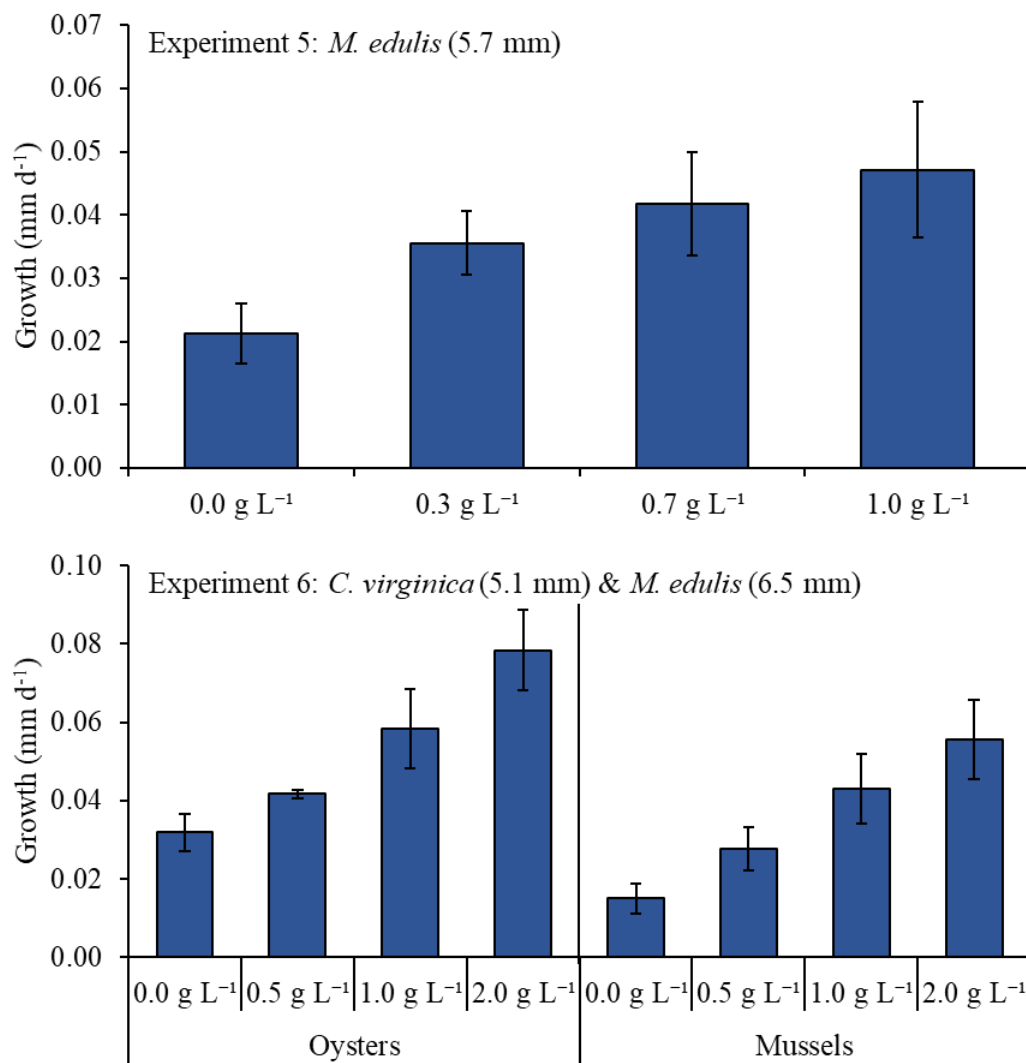 Experiment 5: M. edulis (5.7 mm)
Growth (mm d⁻¹)
0.07
0.06
0.05
0.04
0.03
0.02
0.01
0.00
0.0 g L⁻¹ 0.3 g L⁻¹ 0.7 g L⁻¹ 1.0 g L⁻¹
Experiment 6: C. virginica (5.1 mm) & M. edulis (6.5 mm)
Growth (mm d⁻¹)
0.10
0.08
0.06
0.04
0.02
0.00
0.0 g L⁻¹ 0.5 g L⁻¹ 1.0 g L⁻¹ 2.0 g L⁻¹ 0.0 g L⁻¹ 0.5 g L⁻¹ 1.0 g L⁻¹ 2.0 g L⁻¹
Oysters Mussels